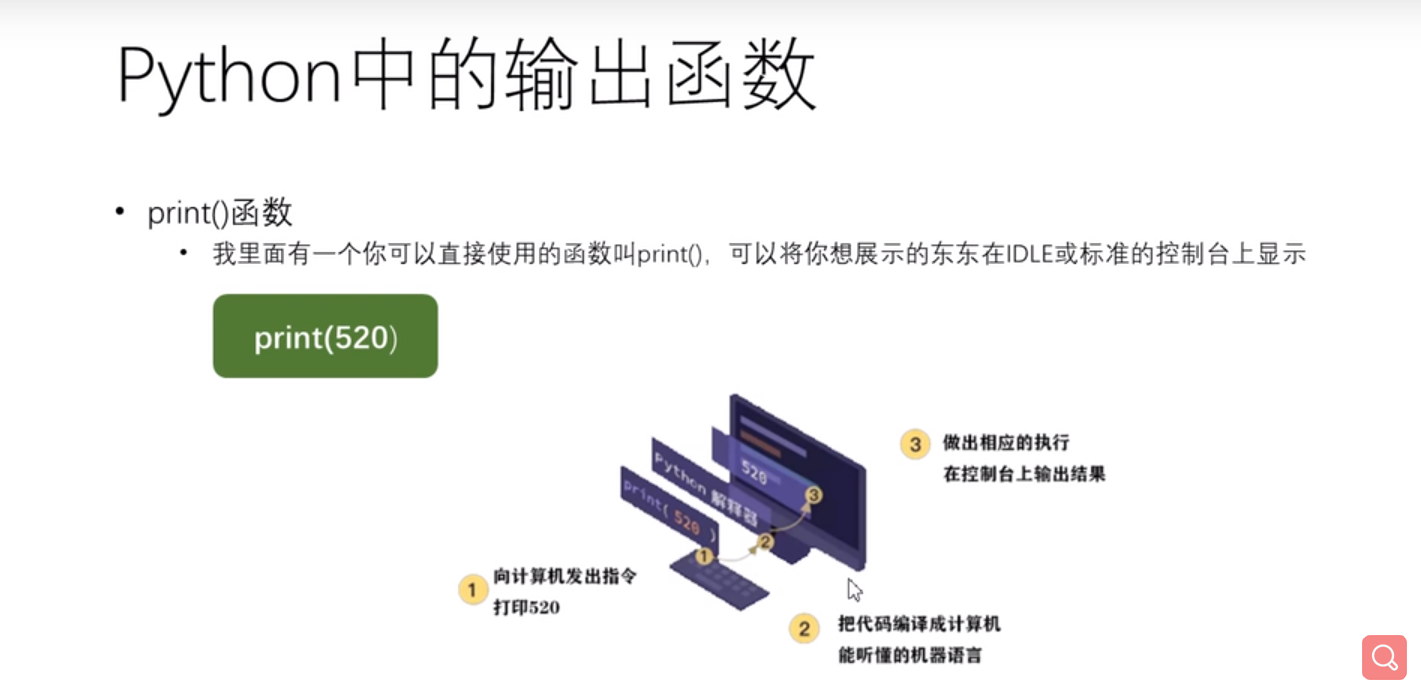 Python中的输出函数
• print()函数
• 我里面有一个你可以直接使用的函数叫print(),可以将你想展示的东东在IDLE或标准的控制台上显示
print(520)
520
Python 解释器
print( 520 )
3
2
1
3 做出相应的执行
在控制台上输出结果
1 向计算机发出指令
打印520
2 把代码编译成计算机
能听懂的机器语言